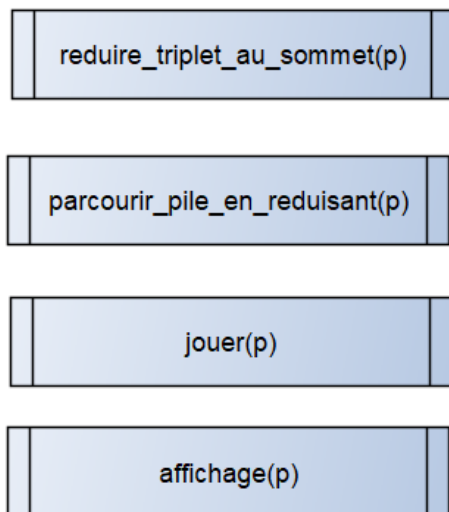 reduire_triplet_au_sommet(p)
parcourir_pile_en_reduisant(p)
jouer(p)
affichage(p)